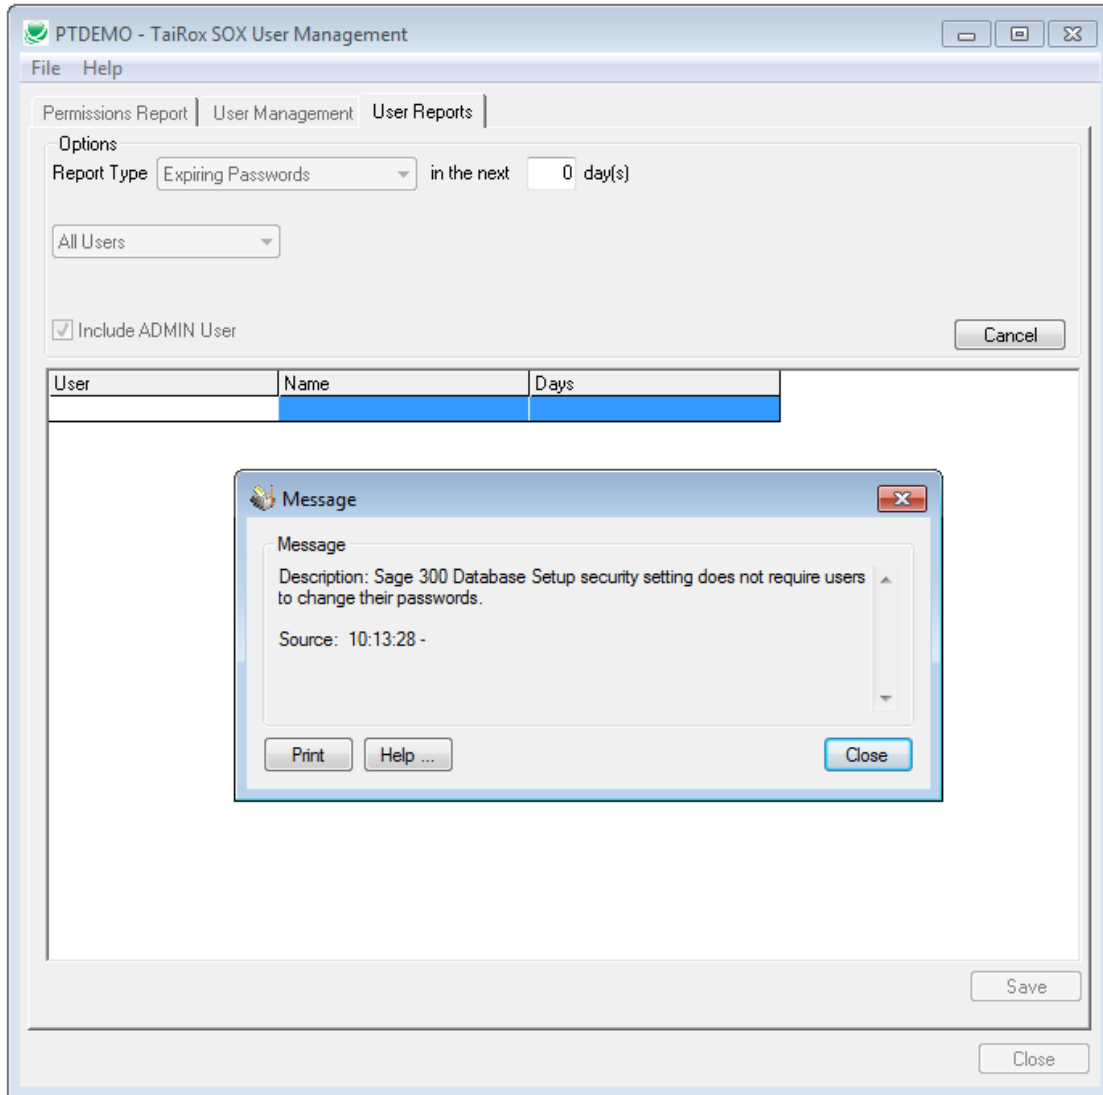 PTDEMO - TaiRox SOX User Management
File Help
Permissions Report User Management User Reports
Options
Report Type Expiring Passwords in the next 0 day(s)
All Users
Include ADMIN User
Cancel
User Name Days
Message
Message
Description: Sage 300 Database Setup security setting does not require users
to change their passwords.
Source: 10:13:28 -
Print Help ... Close
Save
Close